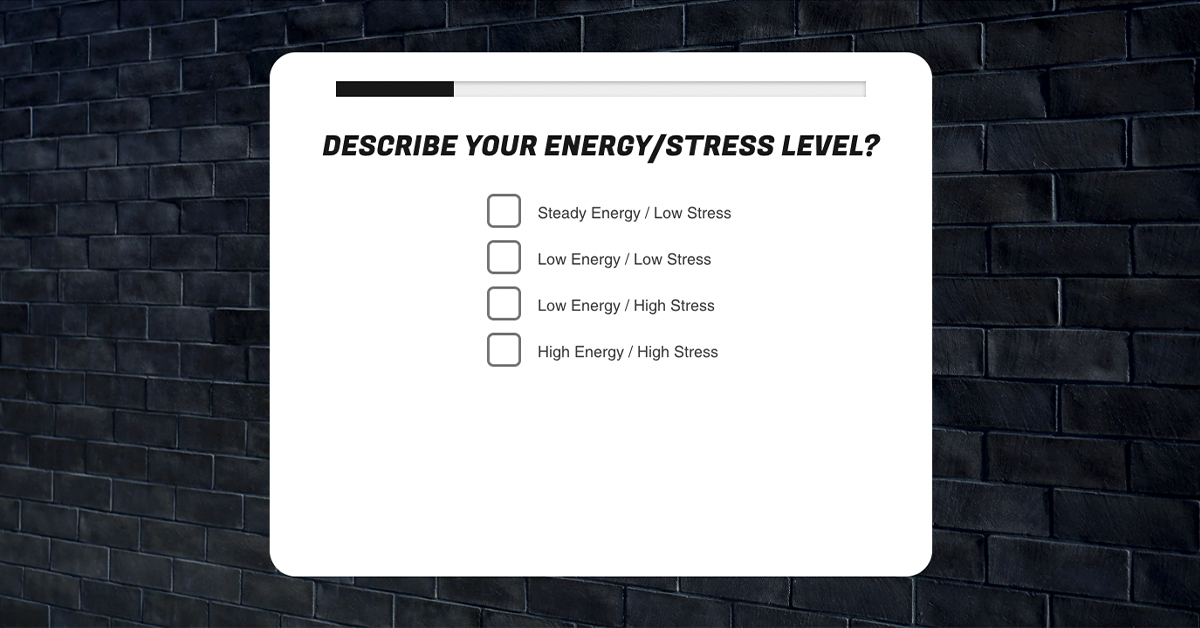 DESCRIBE YOUR ENERGY/STRESS LEVEL?
Steady Energy / Low Stress
Low Energy / Low Stress
Low Energy / High Stress
High Energy / High Stress